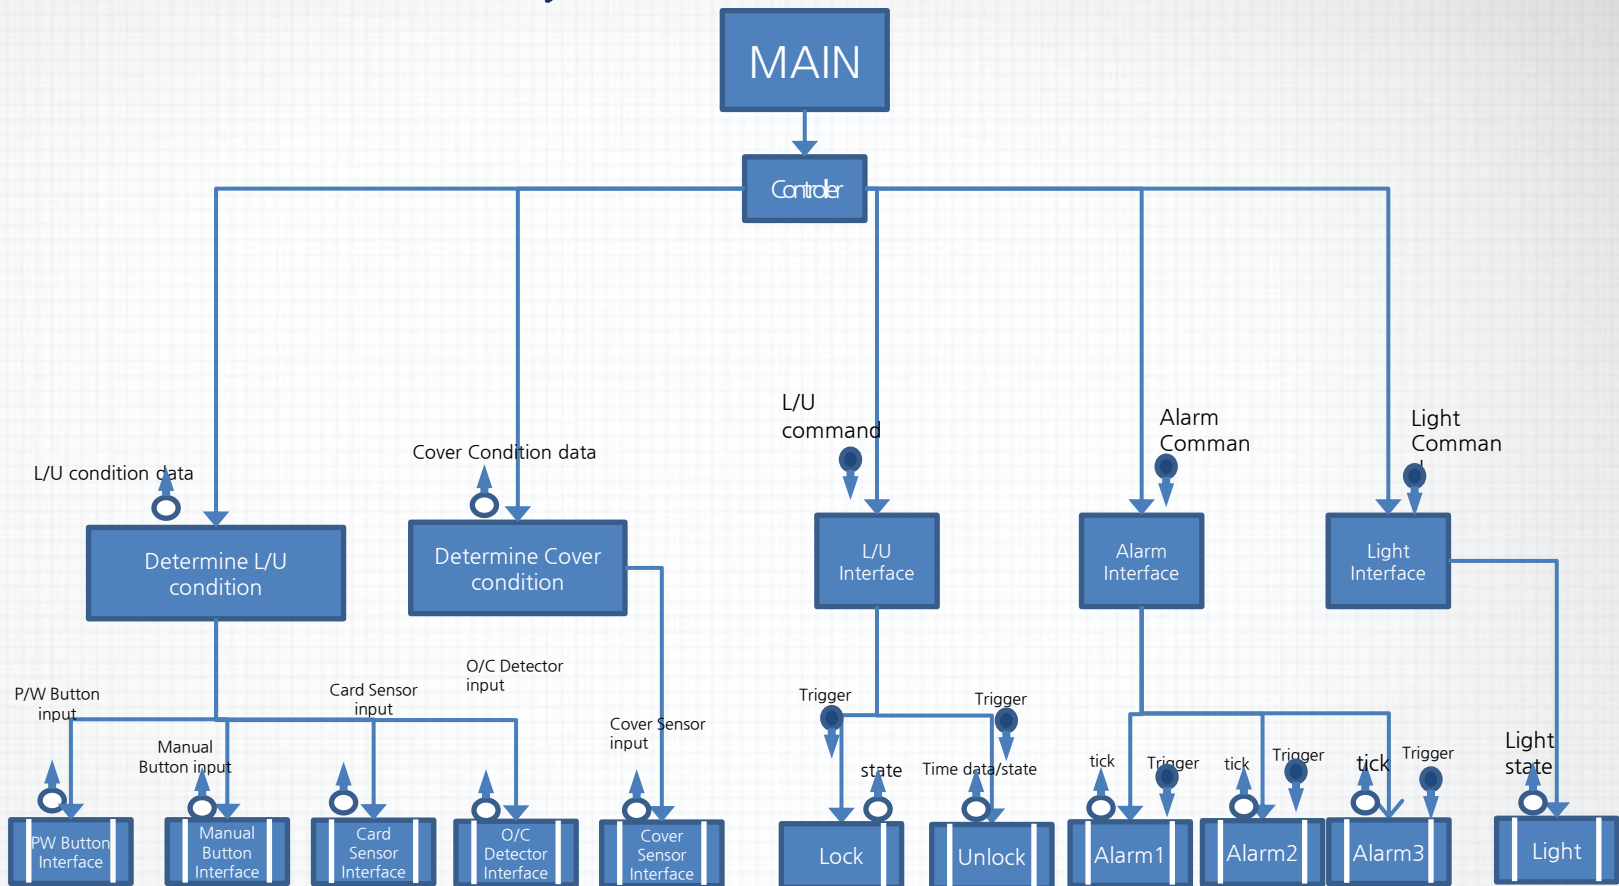 MAIN
Controller
L/U
command
Alarm
Comman
Light
Comman
Cover Condition data
L/U condition data
Determine L/U
condition
Determine Cover
condition
L/U
Interface
Alarm
Interface
Light
Interface
P/W Button
input
Manual
Button input
Card Sensor
input
O/C Detector
input
Cover Sensor
input
Trigger
state
Trigger
Time data/state
tick
Trigger
tick
Trigger
tick
Trigger
Light
state
PW Button
Interface
Manual
Button
Interface
Card
Sensor
Interface
O/C
Detector
Interface
Cover
Sensor
Interface
Lock
Unlock
Alarm1
Alarm2
Alarm3
Light